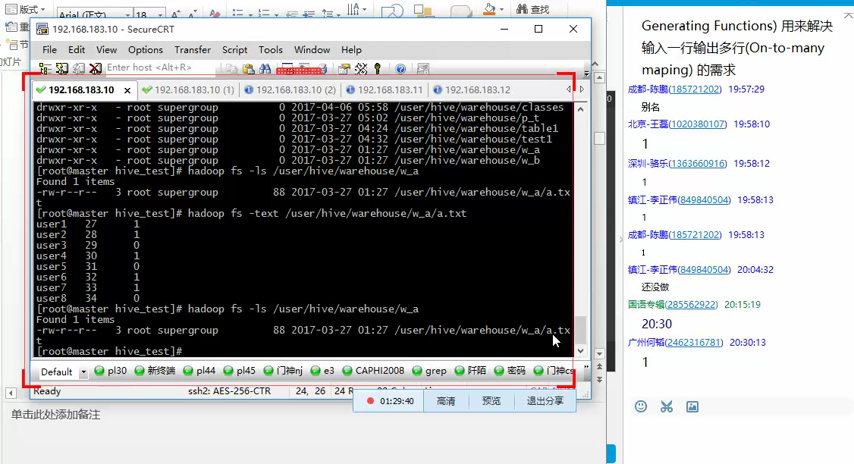 版式
Arial (正文)
18
查找
192.168.183.10 - SecureCRT
File Edit View Options Transfer Script Tools Window Help
Enter host <Alt+R>
192.168.183.10 × 192.168.183.10 (1) 192.168.183.10 (2) 192.168.183.11 192.168.183.12
drwxr-xr-x - root supergroup 0 2017-04-06 05:58 /user/hive/warehouse/classes
drwxr-xr-x - root supergroup 0 2017-03-27 05:02 /user/hive/warehouse/p_t
drwxr-xr-x - root supergroup 0 2017-03-27 04:24 /user/hive/warehouse/table1
drwxr-xr-x - root supergroup 0 2017-03-27 04:32 /user/hive/warehouse/test1
drwxr-xr-x - root supergroup 0 2017-03-27 01:27 /user/hive/warehouse/w_a
drwxr-xr-x - root supergroup 0 2017-03-27 01:27 /user/hive/warehouse/w_b
[root@master hive_test]# hadoop fs -ls /user/hive/warehouse/w_a
Found 1 items
-rw-r--r-- 3 root supergroup 88 2017-03-27 01:27 /user/hive/warehouse/w_a/a.tx
t
[root@master hive_test]# hadoop fs -text /user/hive/warehouse/w_a/a.txt
user1 27 1
user2 28 1
user3 29 0
user4 30 1
user5 31 0
user6 32 1
user7 33 1
user8 34 0
[root@master hive_test]# hadoop fs -ls /user/hive/warehouse/w_a
Found 1 items
-rw-r--r-- 3 root supergroup 88 2017-03-27 01:27 /user/hive/warehouse/w_a/a.tx
t
[root@master hive_test]#
Default pl30 新终端 pl44 pl45 门神nj e3 CAPHI2008 grep 阡陌 密码 门神cs
Ready ssh2: AES-256-CTR 24, 26
01:29:40 高清 预览 退出分享
单击此处添加备注
Generating Functions) 用来解决
输入一行输出多行(On-to-many
maping) 的需求
成都-陈鹏(185721202) 19:57:29
别名
北京-王磊(1020380107) 19:58:10
1
深圳-骆乐(1363660916) 19:58:12
1
镇江-李正伟(849840504) 19:58:13
1
成都-陈鹏(185721202) 19:58:13
1
镇江-李正伟(849840504) 20:04:32
还没做
国语专辑(285562922) 20:15:19
20:30
广州何韬(2462316781) 20:30:13
1